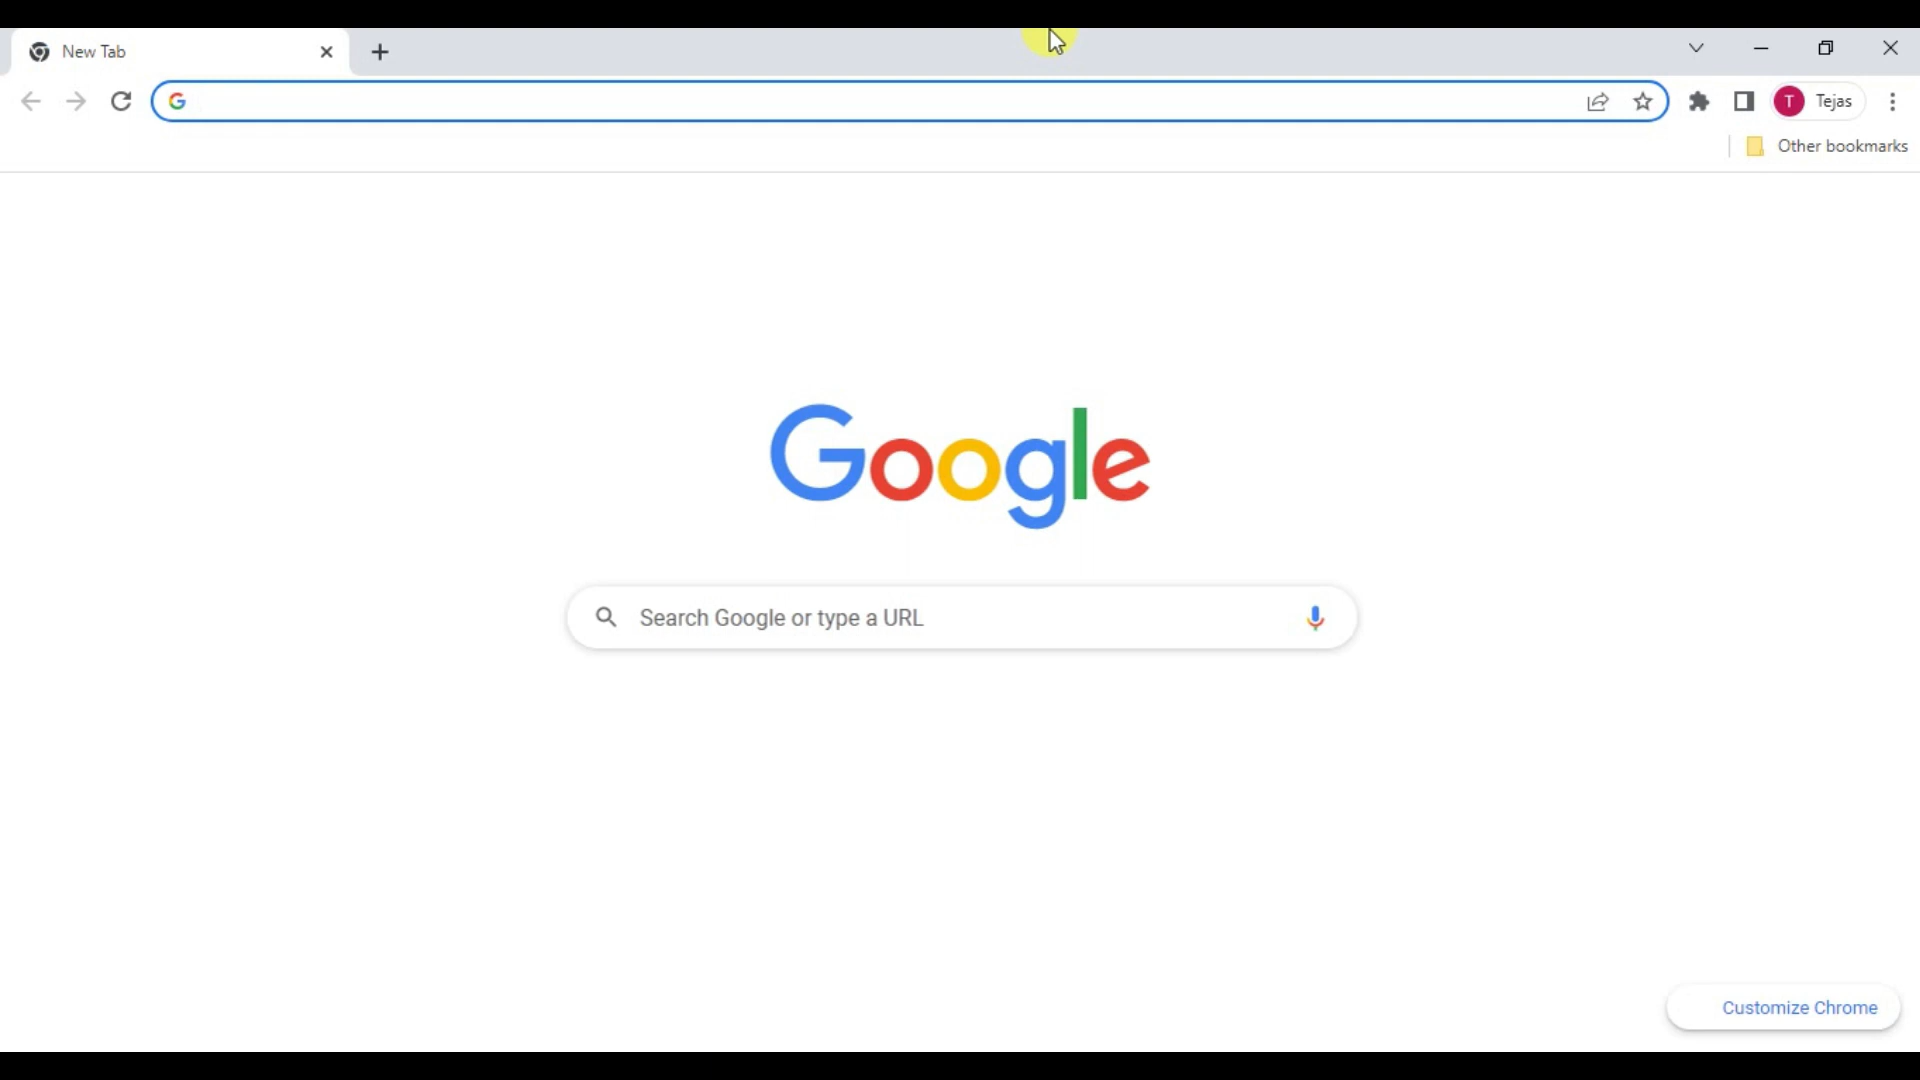 New Tab
T Tejas
Other bookmarks
Google
Search Google or type a URL
Customize Chrome